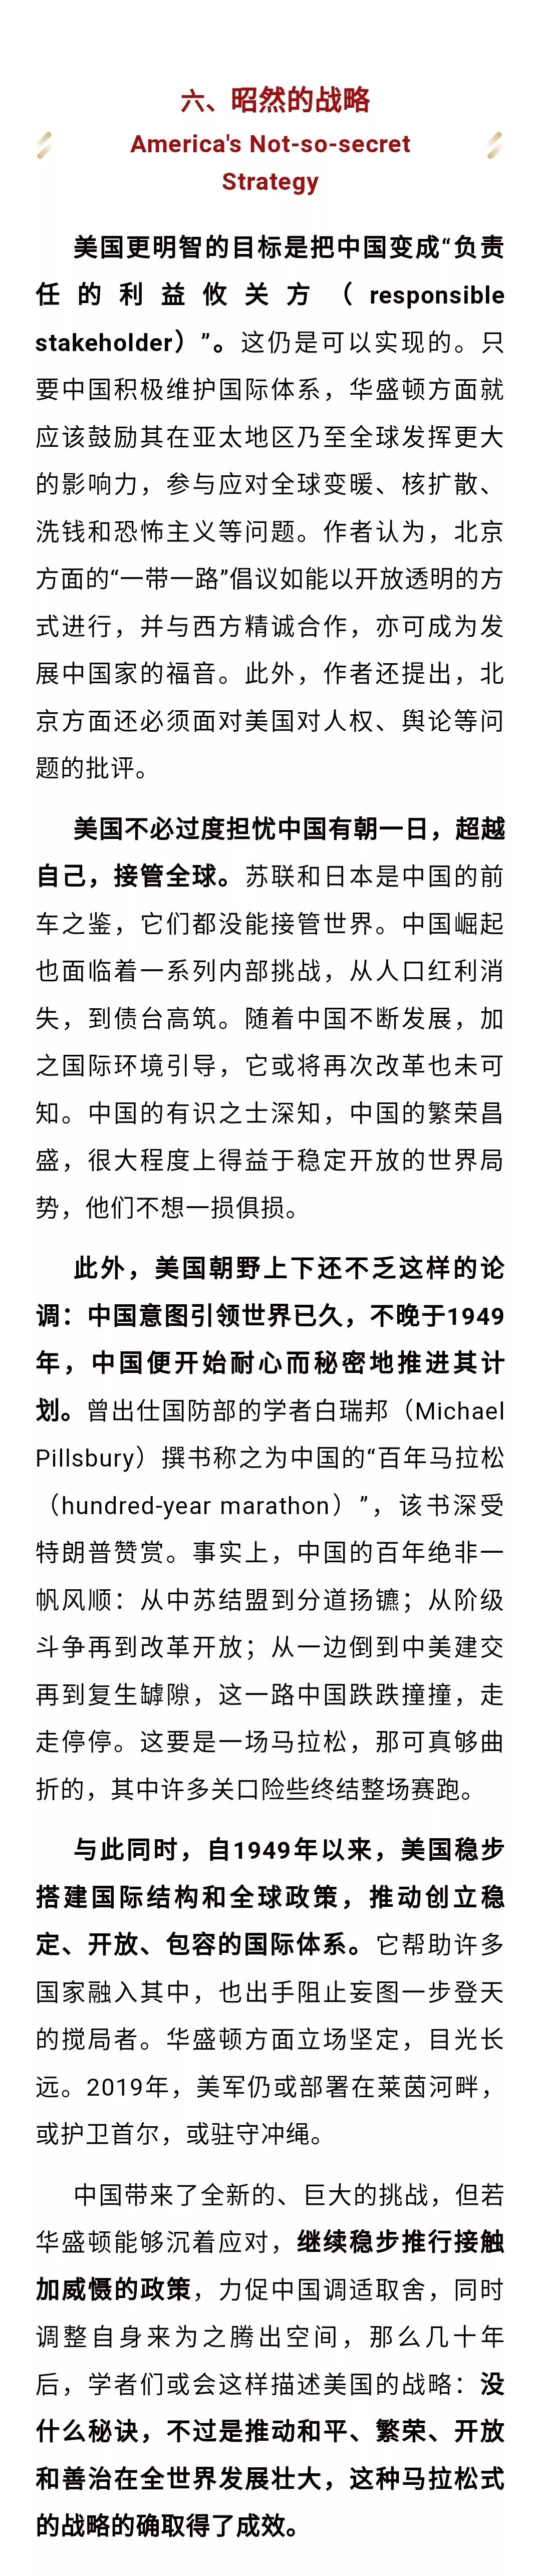 六、昭然的战略
America's Not-so-secret
Strategy
美国更明智的目标是把中国变成“负责
任的利益攸关方（responsible
stakeholder）”。这仍是可以实现的。只
要中国积极维护国际体系，华盛顿方面就
应该鼓励其在亚太地区乃至全球发挥更大
的影响力，参与应对全球变暖、核扩散、
洗钱和恐怖主义等问题。作者认为，北京
方面的“一带一路”倡议如能以开放透明的方
式进行，并与西方精诚合作，亦可成为发
展中国家的福音。此外，作者还提出，北
京方面还必须面对美国对人权、舆论等问
题的批评。
美国不必过度担忧中国有朝一日，超越
自己，接管全球。苏联和日本是中国的前
车之鉴，它们都没能接管世界。中国崛起
也面临着一系列内部挑战，从人口红利消
失，到债台高筑。随着中国不断发展，加
之国际环境引导，它或将再次改革也未可
知。中国的有识之士深知，中国的繁荣昌
盛，很大程度上得益于稳定开放的世界局
势，他们不想一损俱损。
此外，美国朝野上下还不乏这样的论
调：中国意图引领世界已久，不晚于1949
年，中国便开始耐心而秘密地推进其计
划。曾出仕国防部的学者白瑞邦（Michael
Pillsbury）撰书称之为中国的“百年马拉松
（hundred-year marathon）”，该书深受
特朗普赞赏。事实上，中国的百年绝非一
帆风顺：从中苏结盟到分道扬镳；从阶级
斗争再到改革开放；从一边倒到中美建交
再到复生罅隙，这一路中国跌跌撞撞，走
走停停。这要是一场马拉松，那可真够曲
折的，其中许多关口险些终结整场赛跑。
与此同时，自1949年以来，美国稳步
搭建国际结构和全球政策，推动创立稳
定、开放、包容的国际体系。它帮助许多
国家融入其中，也出手阻止妄图一步登天
的搅局者。华盛顿方面立场坚定，目光长
远。2019年，美军仍或部署在莱茵河畔，
或护卫首尔，或驻守冲绳。
中国带来了全新的、巨大的挑战，但若
华盛顿能够沉着应对，继续稳步推行接触
加威慑的政策，力促中国调适取舍，同时
调整自身来为之腾出空间，那么几十年
后，学者们或会这样描述美国的战略：没
什么秘诀，不过是推动和平、繁荣、开放
和善治在全世界发展壮大，这种马拉松式
的战略的确取得了成效。